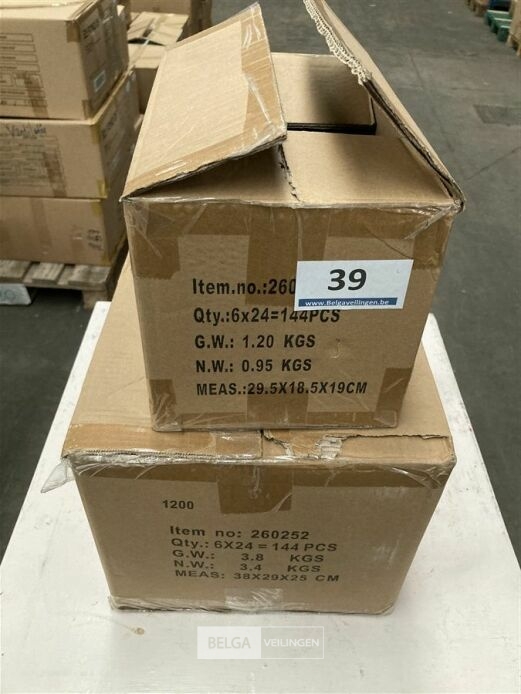 39
www.Belgaveilingen.be
Item.no.:260
Qty.:6x24=144PCS
G.W.: 1.20 KGS
N.W.: 0.95 KGS
MEAS.:29.5X18.5X19CM
1200
Item no: 260252
Qty.: 6X24=144 PCS
G.W.: 3.8 KGS
N.W.: 3.4 KGS
MEAS: 38X29X25 CM
BELGA VEILINGEN